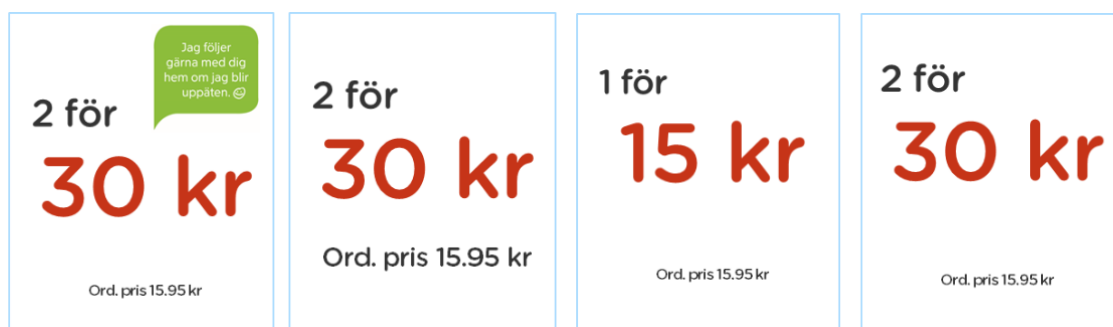 Jag följer
gärna med dig
hem om jag blir
uppäten.
2 för
30 kr
Ord. pris 15.95 kr
2 för
30 kr
Ord. pris 15.95 kr
1 för
15 kr
Ord. pris 15.95 kr
2 för
30 kr
Ord. pris 15.95 kr